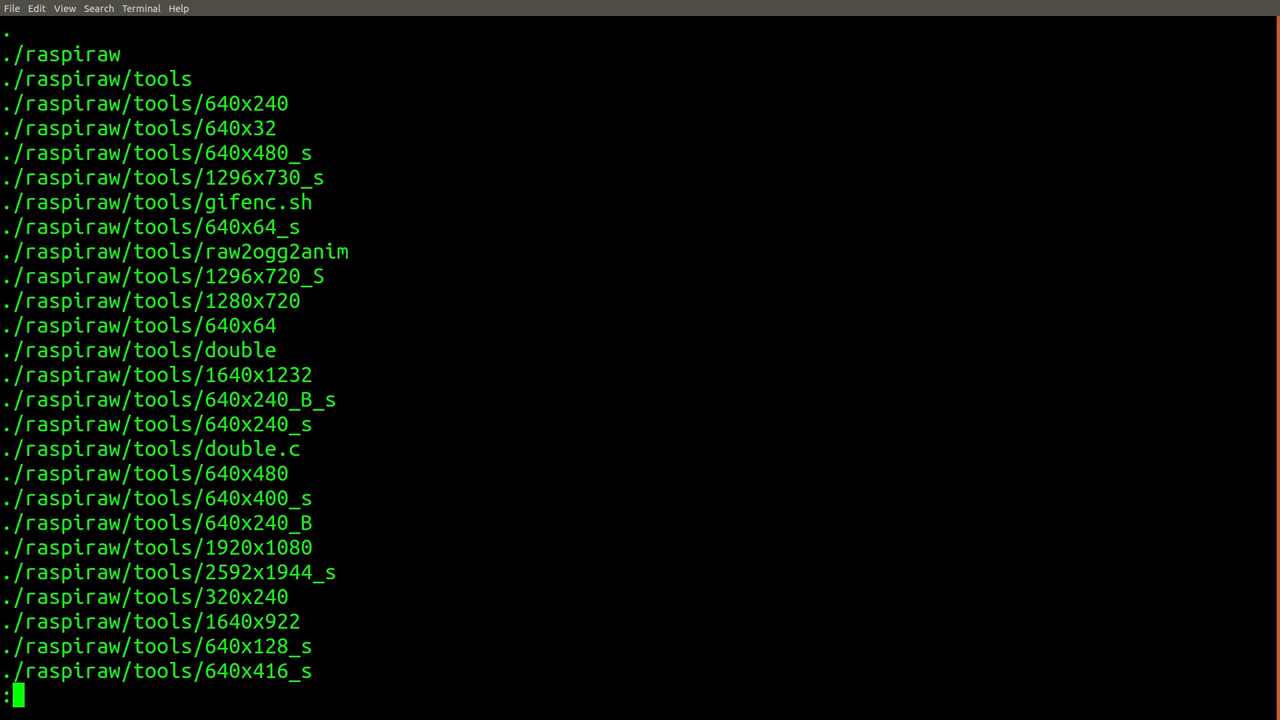 File Edit View Search Terminal Help
.
./raspiraw
./raspiraw/tools
./raspiraw/tools/640x240
./raspiraw/tools/640x32
./raspiraw/tools/640x480_s
./raspiraw/tools/1296x730_s
./raspiraw/tools/gifenc.sh
./raspiraw/tools/640x64_s
./raspiraw/tools/raw2ogg2anim
./raspiraw/tools/1296x720_S
./raspiraw/tools/1280x720
./raspiraw/tools/640x64
./raspiraw/tools/double
./raspiraw/tools/1640x1232
./raspiraw/tools/640x240_B_s
./raspiraw/tools/640x240_s
./raspiraw/tools/double.c
./raspiraw/tools/640x480
./raspiraw/tools/640x400_s
./raspiraw/tools/640x240_B
./raspiraw/tools/1920x1080
./raspiraw/tools/2592x1944_s
./raspiraw/tools/320x240
./raspiraw/tools/1640x922
./raspiraw/tools/640x128_s
./raspiraw/tools/640x416_s
: